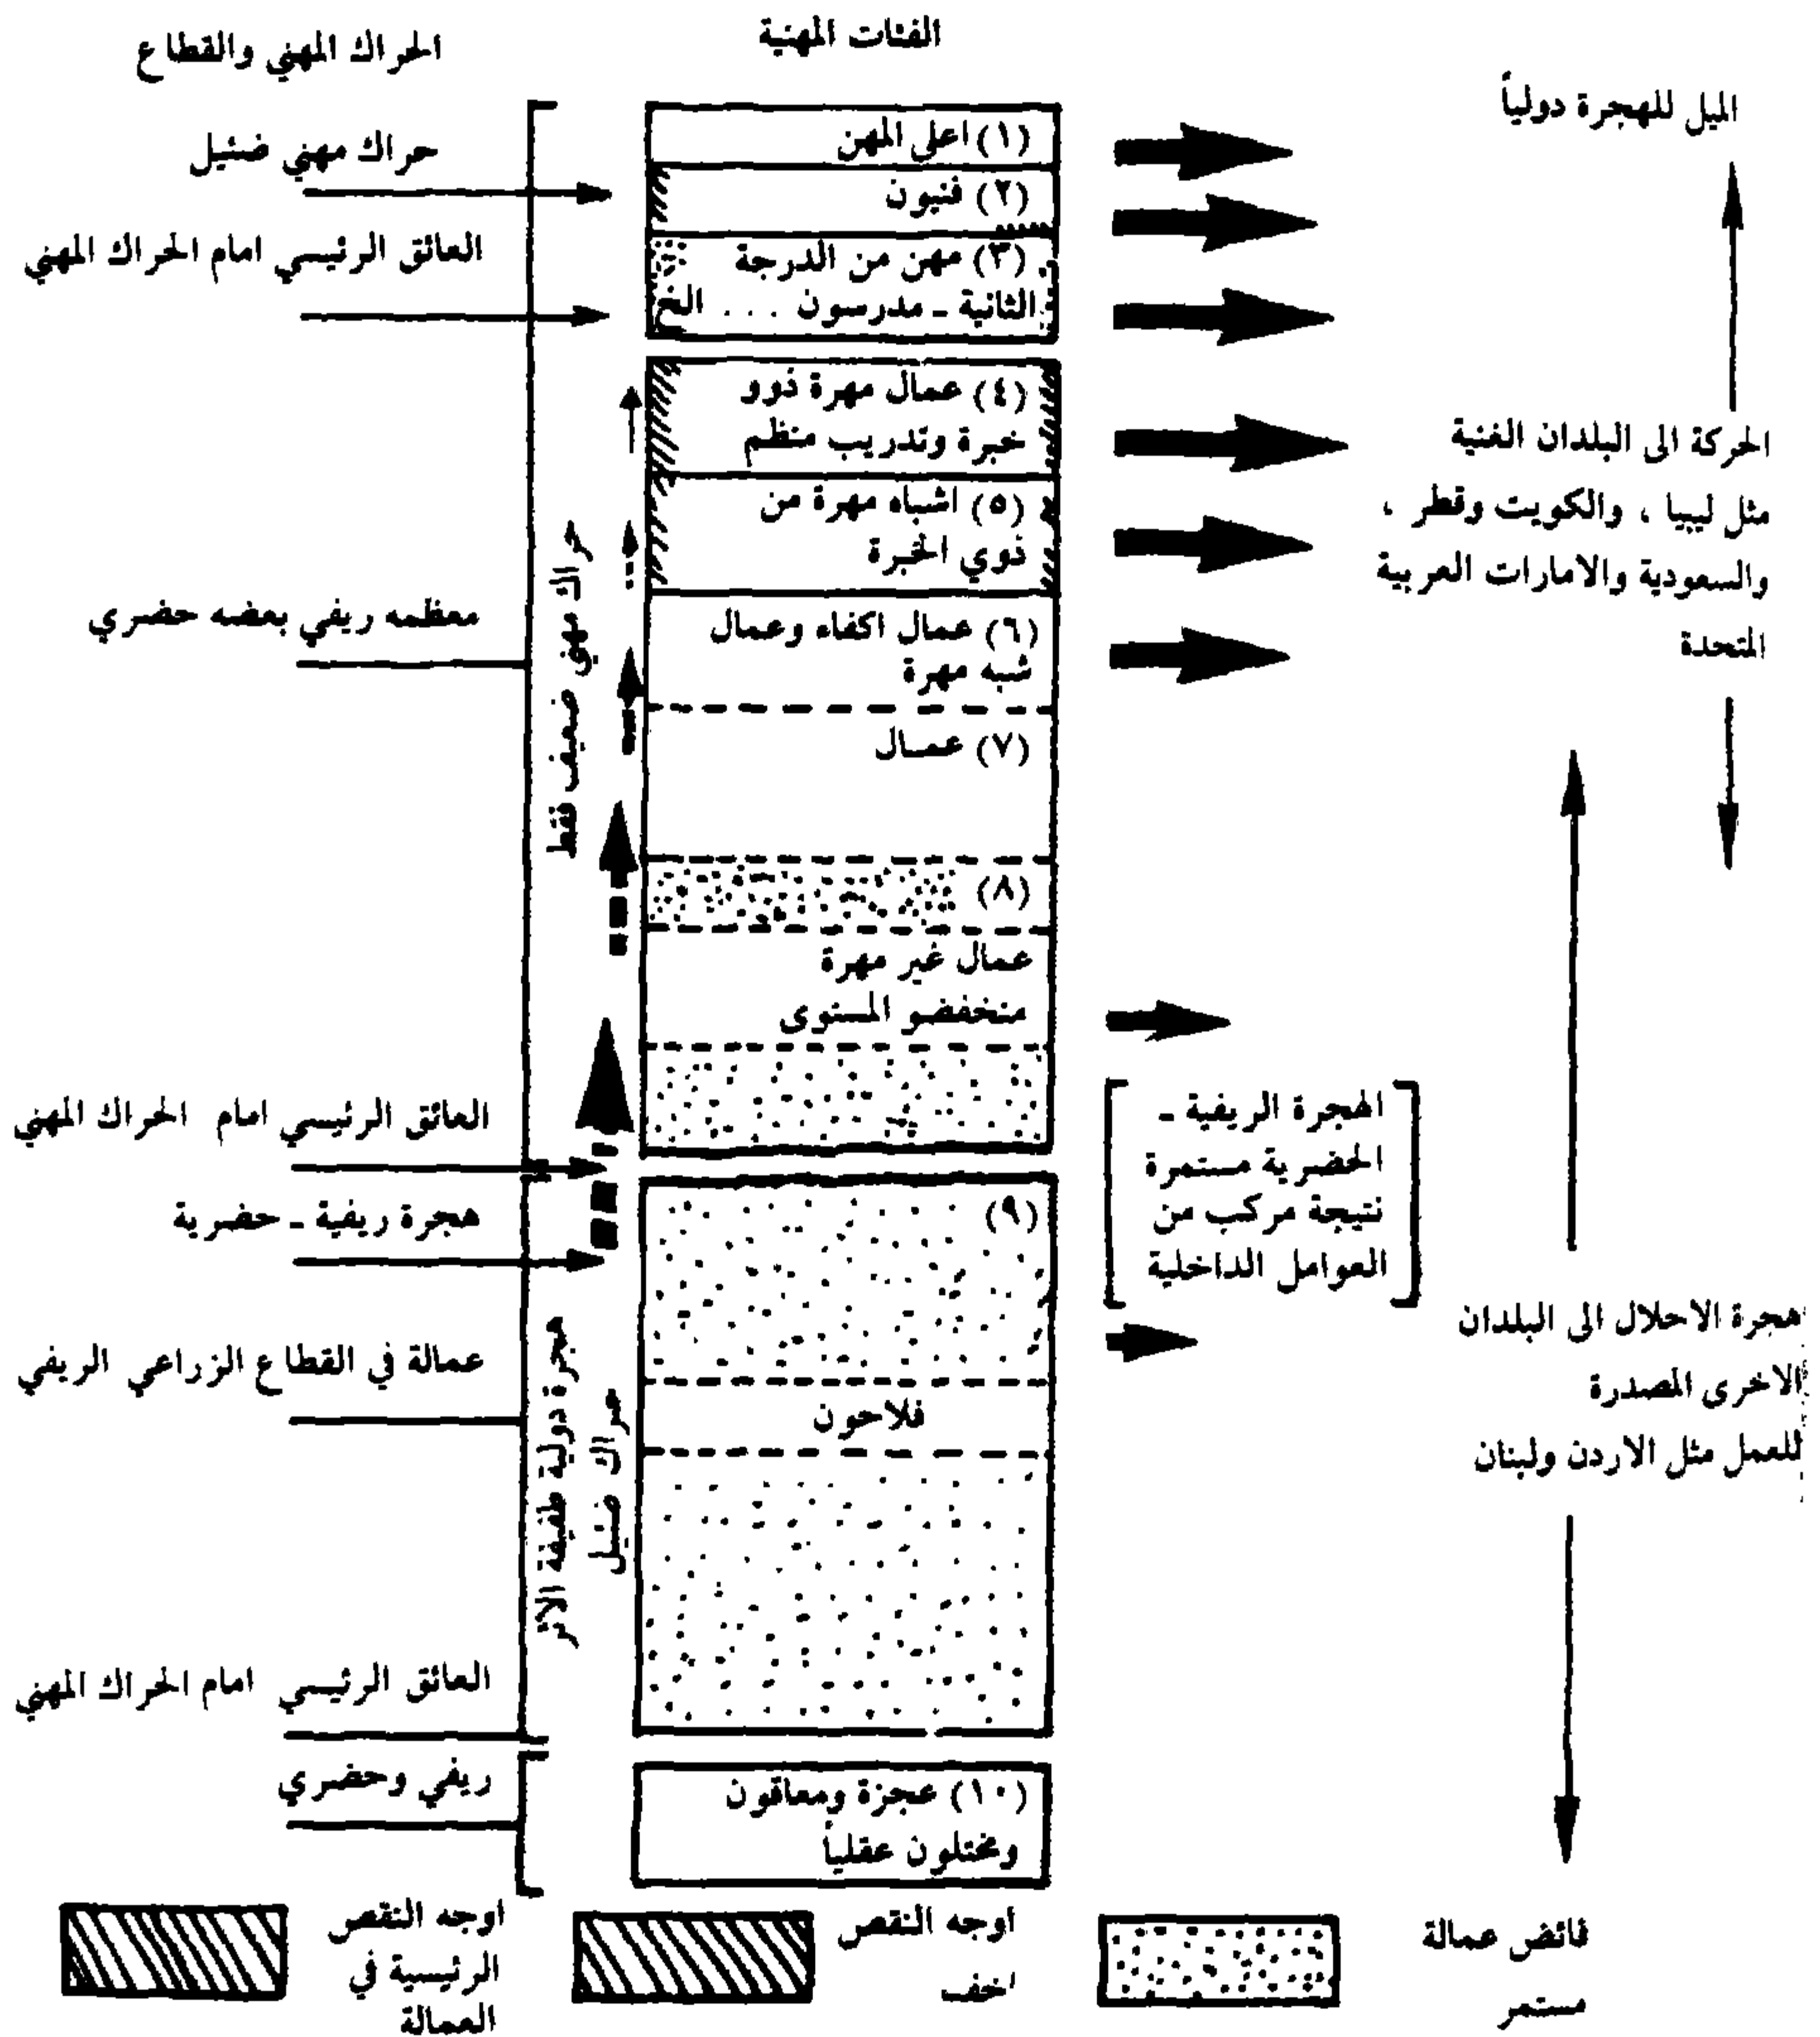 الحراك المهني والقطاع
الفئات المهنية
الميل للهجرة دولياً
حراك مهني ضئيل
العائق الرئيسي امام الحراك المهني
معظمه ريفي بعضه حضري
العائق الرئيسي امام الحراك المهني
هجرة ريفية ـ حضرية
عمالة في القطاع الزراعي الريفي
العائق الرئيسي امام الحراك المهني
ريفي وحضري
حراك مهني ضعيف فقط
هجرة دولية طفيفة الاثر
حراك ضئيل
(١) اعلى المهن
(٢) فنيون
(٣) مهن من الدرجة
الثانية ـ مدرسون ... الخ
(٤) عمال مهرة ذوو
خبرة وتدريب منظم
(٥) اشباه مهرة من
ذوي الخبرة
(٦) عمال اكفاء وعمال
شبه مهرة
(٧) عمال
(٨)
عمال غير مهرة
منخفضو المستوى
(٩)
فلاحون
(١٠) عجزة ومعاقون
ومختلون عقلياً
الحركة الى البلدان الغنية
مثل ليبيا ، والكويت وقطر ،
والسعودية والامارات العربية
المتحدة
الهجرة الريفية ـ
الحضرية مستمرة
نتيجة مركب من
العوامل الداخلية
هجرة الاحلال الى البلدان
الاخرى المصدرة
للعمل مثل الاردن ولبنان
اوجه النقص
الرئيسية في
العمالة
اوجه النقص
اخف
فائض عمالة
مستمر